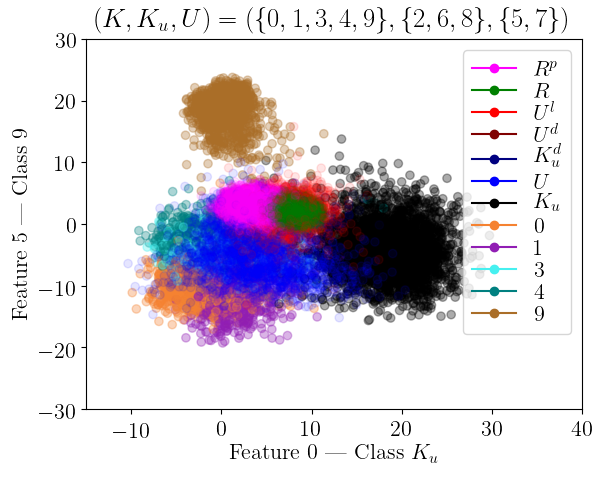 (K, K_u, U) = ({0, 1, 3, 4, 9}, {2, 6, 8}, {5, 7})
30
20
10
0
−10
−20
−30
Feature 5 — Class 9
R^p
R
U^l
U^d
K_u^d
U
K_u
0
1
3
4
9
−10
0
10
20
30
40
Feature 0 — Class K_u